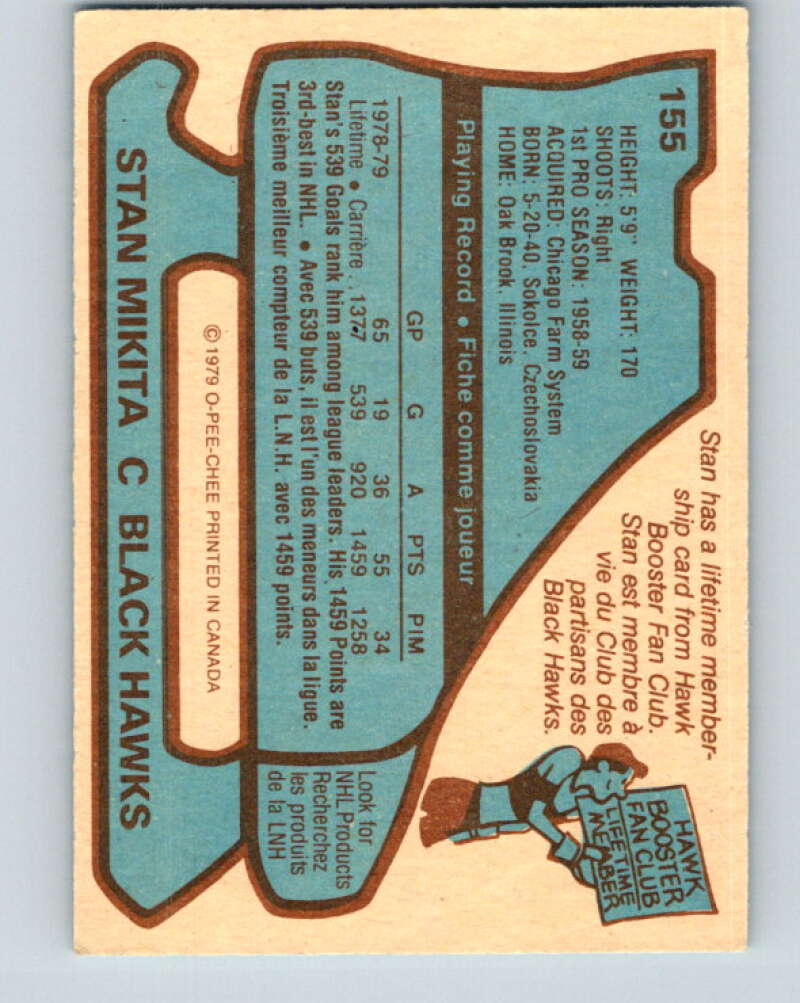 155
HEIGHT: 5'9" WEIGHT: 170
SHOOTS: Right
1st PRO SEASON: 1958-59
ACQUIRED: Chicago Farm System
BORN: 5-20-40, Sokolce, Czechoslovakia
HOME: Oak Brook, Illinois
Stan has a lifetime member-
ship card from Hawk
Booster Fan Club.
Stan est membre à
vie du Club des
partisans des
Black Hawks.
HAWK
BOOSTER
FAN CLUB
LIFETIME
MEMBER
Playing Record • Fiche comme joueur
GP G A PTS PIM
1978-79 65 19 36 55 34
Lifetime • Carrière . . 1377 539 920 1459 1258
Stan's 539 Goals rank him among league leaders. His 1459 Points are
3rd-best in NHL. • Avec 539 buts, il est l'un des meneurs dans la ligue.
Troisième meilleur compteur de la L.N.H. avec 1459 points.
Look for
NHL Products
Recherchez
les produits
de la LNH
© 1979 O-PEE-CHEE PRINTED IN CANADA
STAN MIKITA C BLACK HAWKS